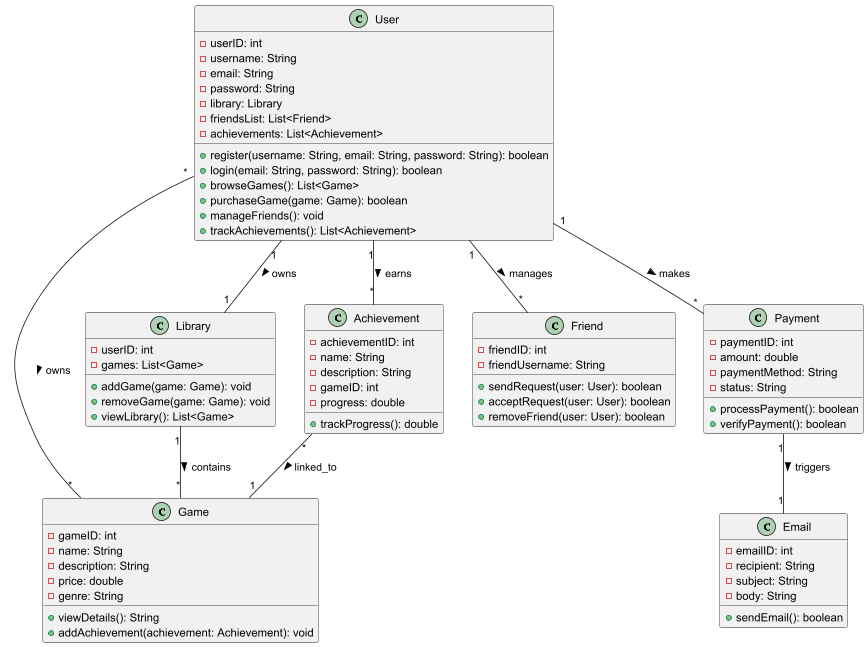 C User
userID: int
username: String
email: String
password: String
library: Library
friendsList: List<Friend>
achievements: List<Achievement>
register(username: String, email: String, password: String): boolean
login(email: String, password: String): boolean
browseGames(): List<Game>
purchaseGame(game: Game): boolean
manageFriends(): void
trackAchievements(): List<Achievement>
*
1
1
1
1
owns
earns
manages
makes
1
*
*
*
C Library
userID: int
games: List<Game>
addGame(game: Game): void
removeGame(game: Game): void
viewLibrary(): List<Game>
C Achievement
achievementID: int
name: String
description: String
gameID: int
progress: double
trackProgress(): double
C Friend
friendID: int
friendUsername: String
sendRequest(user: User): boolean
acceptRequest(user: User): boolean
removeFriend(user: User): boolean
C Payment
paymentID: int
amount: double
paymentMethod: String
status: String
processPayment(): boolean
verifyPayment(): boolean
owns
1
*
1
contains
linked_to
triggers
*
*
1
1
C Game
gameID: int
name: String
description: String
price: double
genre: String
viewDetails(): String
addAchievement(achievement: Achievement): void
C Email
emailID: int
recipient: String
subject: String
body: String
sendEmail(): boolean